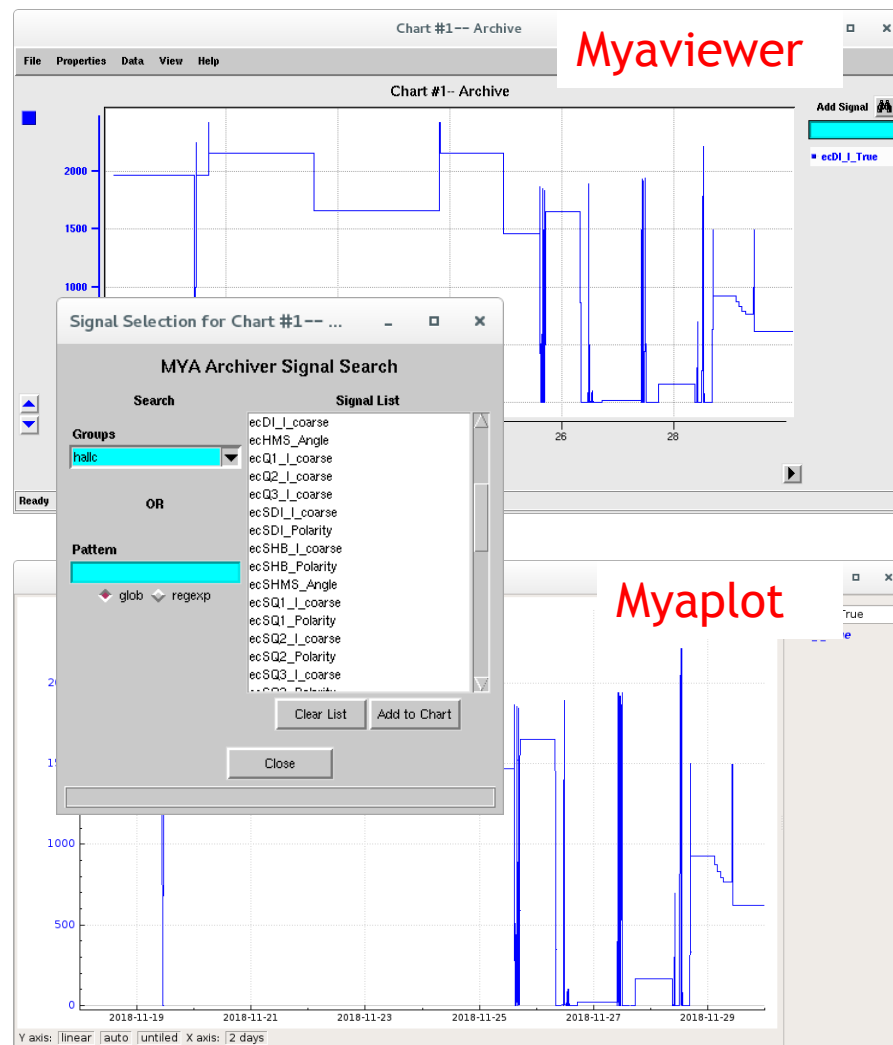 Chart #1-- Archive
Myaviewer
File Properties Data View Help
Chart #1-- Archive
Add Signal
ecDI_I_True
2000
1500
1000
26
28
Ready
Signal Selection for Chart #1-- ...
MYA Archiver Signal Search
Search
Signal List
Groups
hallc
OR
Pattern
glob regexp
ecDI_I_coarse
ecHMS_Angle
ecQ1_I_coarse
ecQ2_I_coarse
ecQ3_I_coarse
ecSDI_I_coarse
ecSDI_Polarity
ecSHB_I_coarse
ecSHB_Polarity
ecSHMS_Angle
ecSQ1_I_coarse
ecSQ1_Polarity
ecSQ2_I_coarse
ecSQ2_Polarity
ecSQ3_I_coarse
Clear List Add to Chart
Close
Myaplot
True
1000
500
0
2018-11-19 2018-11-21 2018-11-23 2018-11-25 2018-11-27 2018-11-29
Y axis: linear auto untiled X axis: 2 days